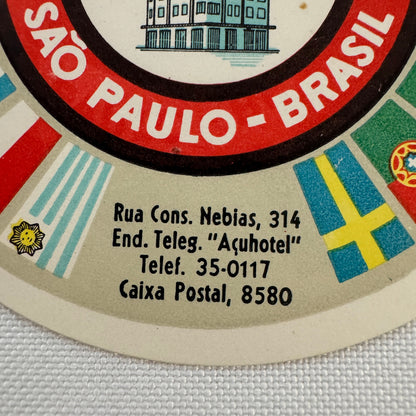 SÃO PAULO - BRASIL
Rua Cons. Nebias, 314
End. Teleg. "Açuhotel"
Telef. 35-0117
Caixa Postal, 8580